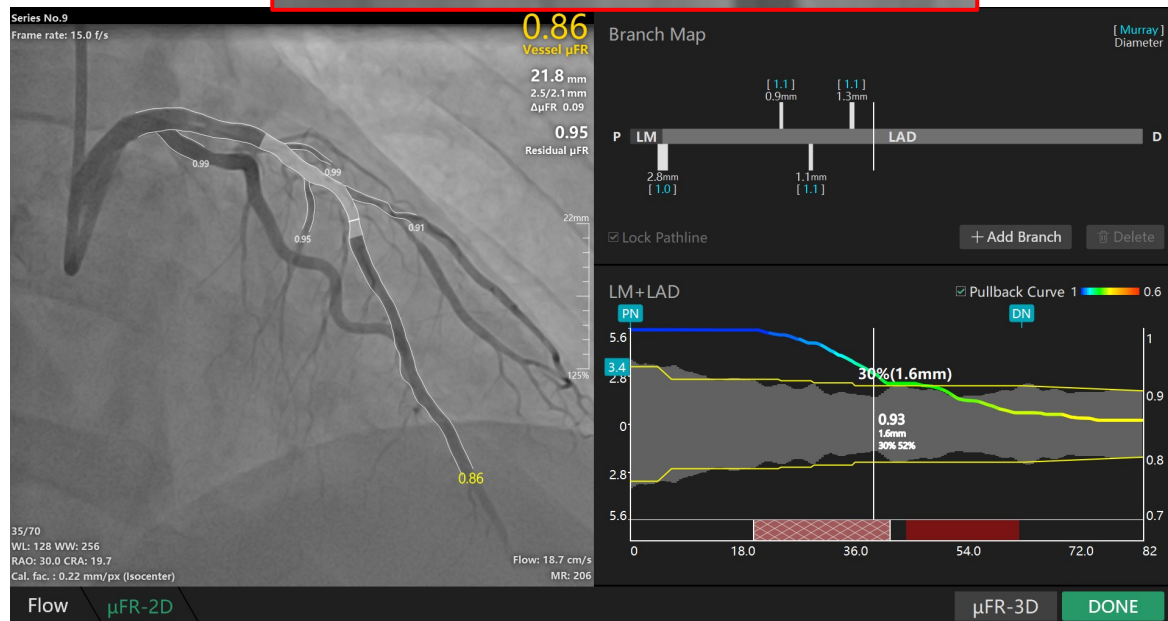 Series No.9
Frame rate: 15.0 f/s
0.86
Vessel μFR
21.8 mm
2.5/2.1 mm
ΔμFR 0.09
0.95
Residual μFR
0.99
0.99
0.95
0.91
22mm
125%
0.86
35/70
WL: 128 WW: 256
RAO: 30.0 CRA: 19.7
Cal. fac. : 0.22 mm/px (Isocenter)
Flow: 18.7 cm/s
MR: 206
Branch Map
[ Murray ]
Diameter
[ 1.1 ]
0.9mm
[ 1.1 ]
1.3mm
P LM LAD D
2.8mm
[ 1.0 ]
1.1mm
[ 1.1 ]
Lock Pathline
+ Add Branch
Delete
LM+LAD
Pullback Curve 1 0.6
PN
DN
5.6
3.4
2.8
0
2.8
5.6
30%(1.6mm)
0.93
1.6mm
30% 52%
1
0.9
0.8
0.7
0 18.0 36.0 54.0 72.0 82
Flow
μFR-2D
μFR-3D
DONE